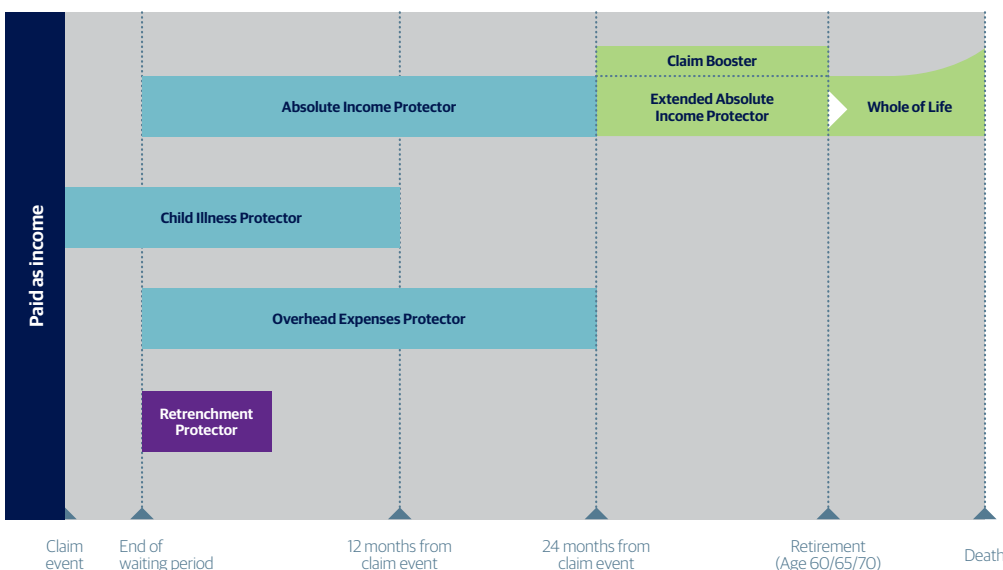 Paid as income
Claim Booster
Absolute Income Protector
Extended Absolute
Income Protector
Whole of Life
Child Illness Protector
Overhead Expenses Protector
Retrenchment
Protector
Claim
event
End of
waiting period
12 months from
claim event
24 months from
claim event
Retirement
(Age 60/65/70)
Death